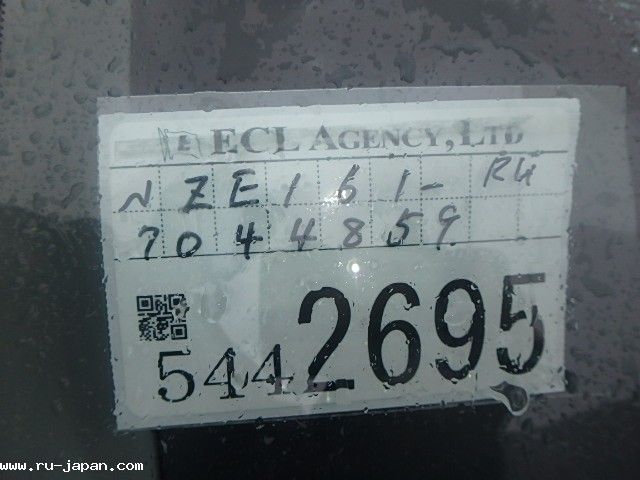 E ECL AGENCY, LTD
NZE161- RU
7044859
5442695
www.ru-japan.com